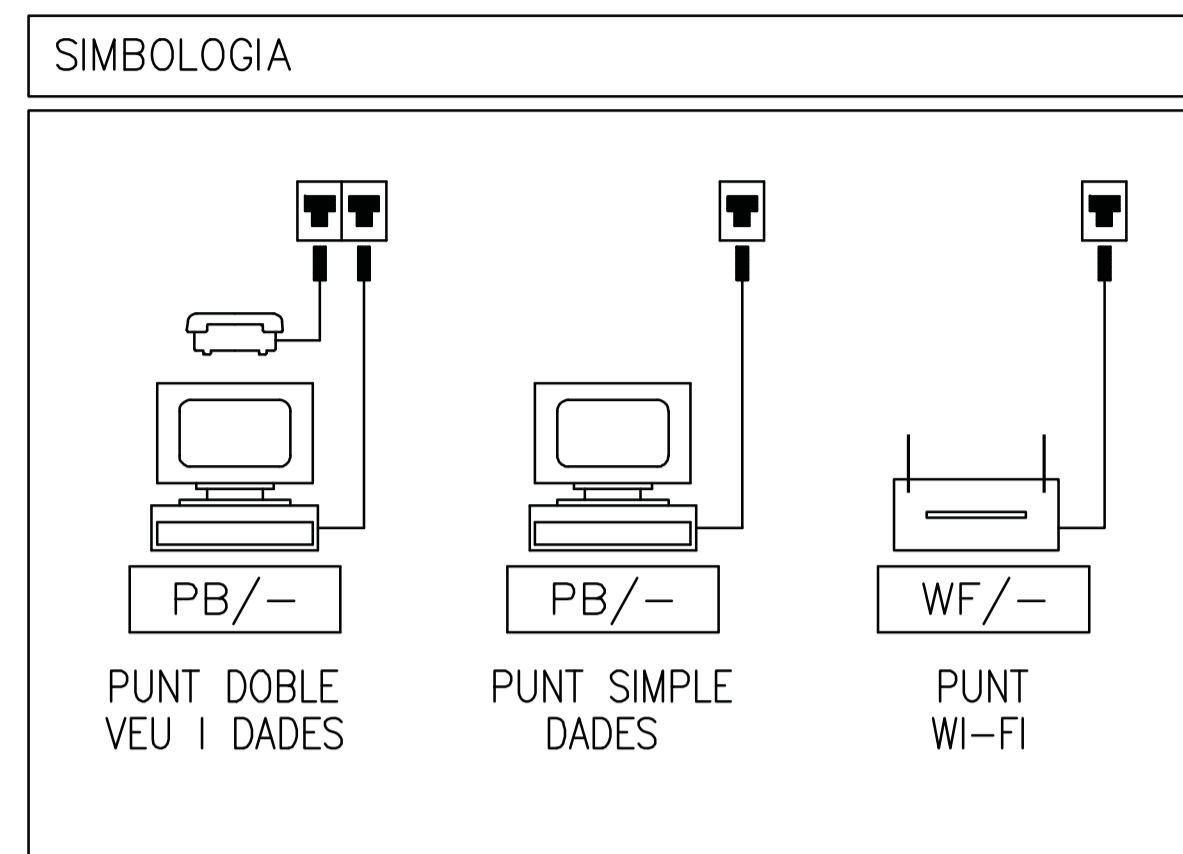 SIMBOLOGIA
PB/-
PUNT DOBLE
VEU I DADES
PB/-
PUNT SIMPLE
DADES
WF/-
PUNT
WI-FI